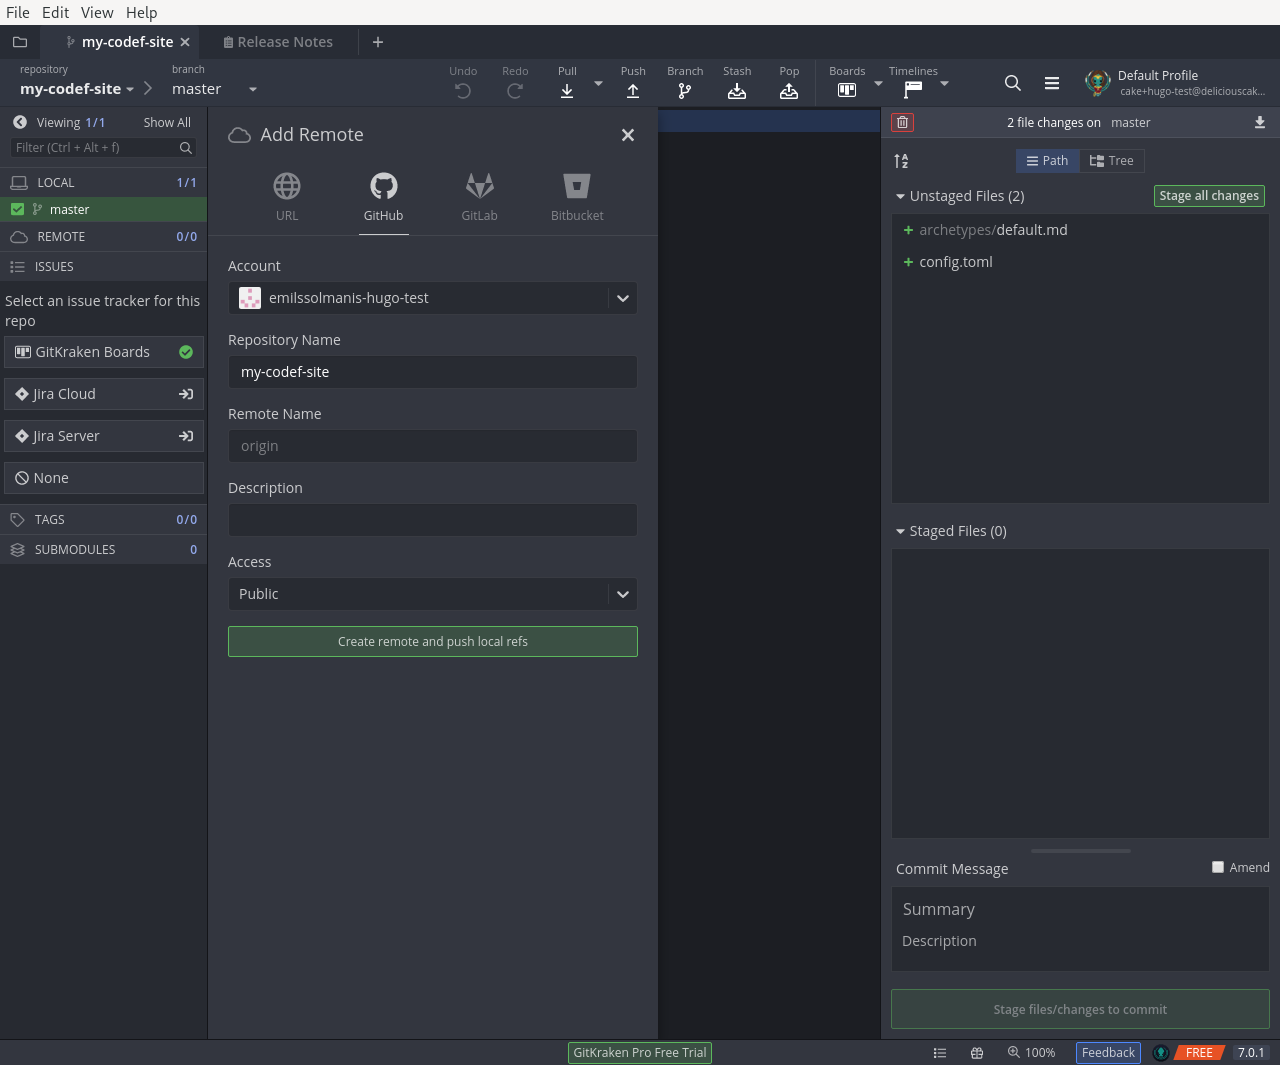 File Edit View Help
my-codef-site
Release Notes
repository
my-codef-site
branch
master
Undo
Redo
Pull
Push
Branch
Stash
Pop
Boards
Timelines
Default Profile
cake+hugo-test@deliciouscak...
Viewing 1/1 Show All
Filter (Ctrl + Alt + f)
LOCAL 1/1
master
REMOTE 0/0
ISSUES
Select an issue tracker for this
repo
GitKraken Boards
Jira Cloud
Jira Server
None
TAGS 0/0
SUBMODULES 0
Add Remote
URL
GitHub
GitLab
Bitbucket
Account
emilssolmanis-hugo-test
Repository Name
my-codef-site
Remote Name
origin
Description
Access
Public
Create remote and push local refs
2 file changes on master
Path
Tree
Unstaged Files (2)
Stage all changes
archetypes/default.md
config.toml
Staged Files (0)
Commit Message
Amend
Summary
Description
Stage files/changes to commit
GitKraken Pro Free Trial
100%
Feedback
FREE
7.0.1